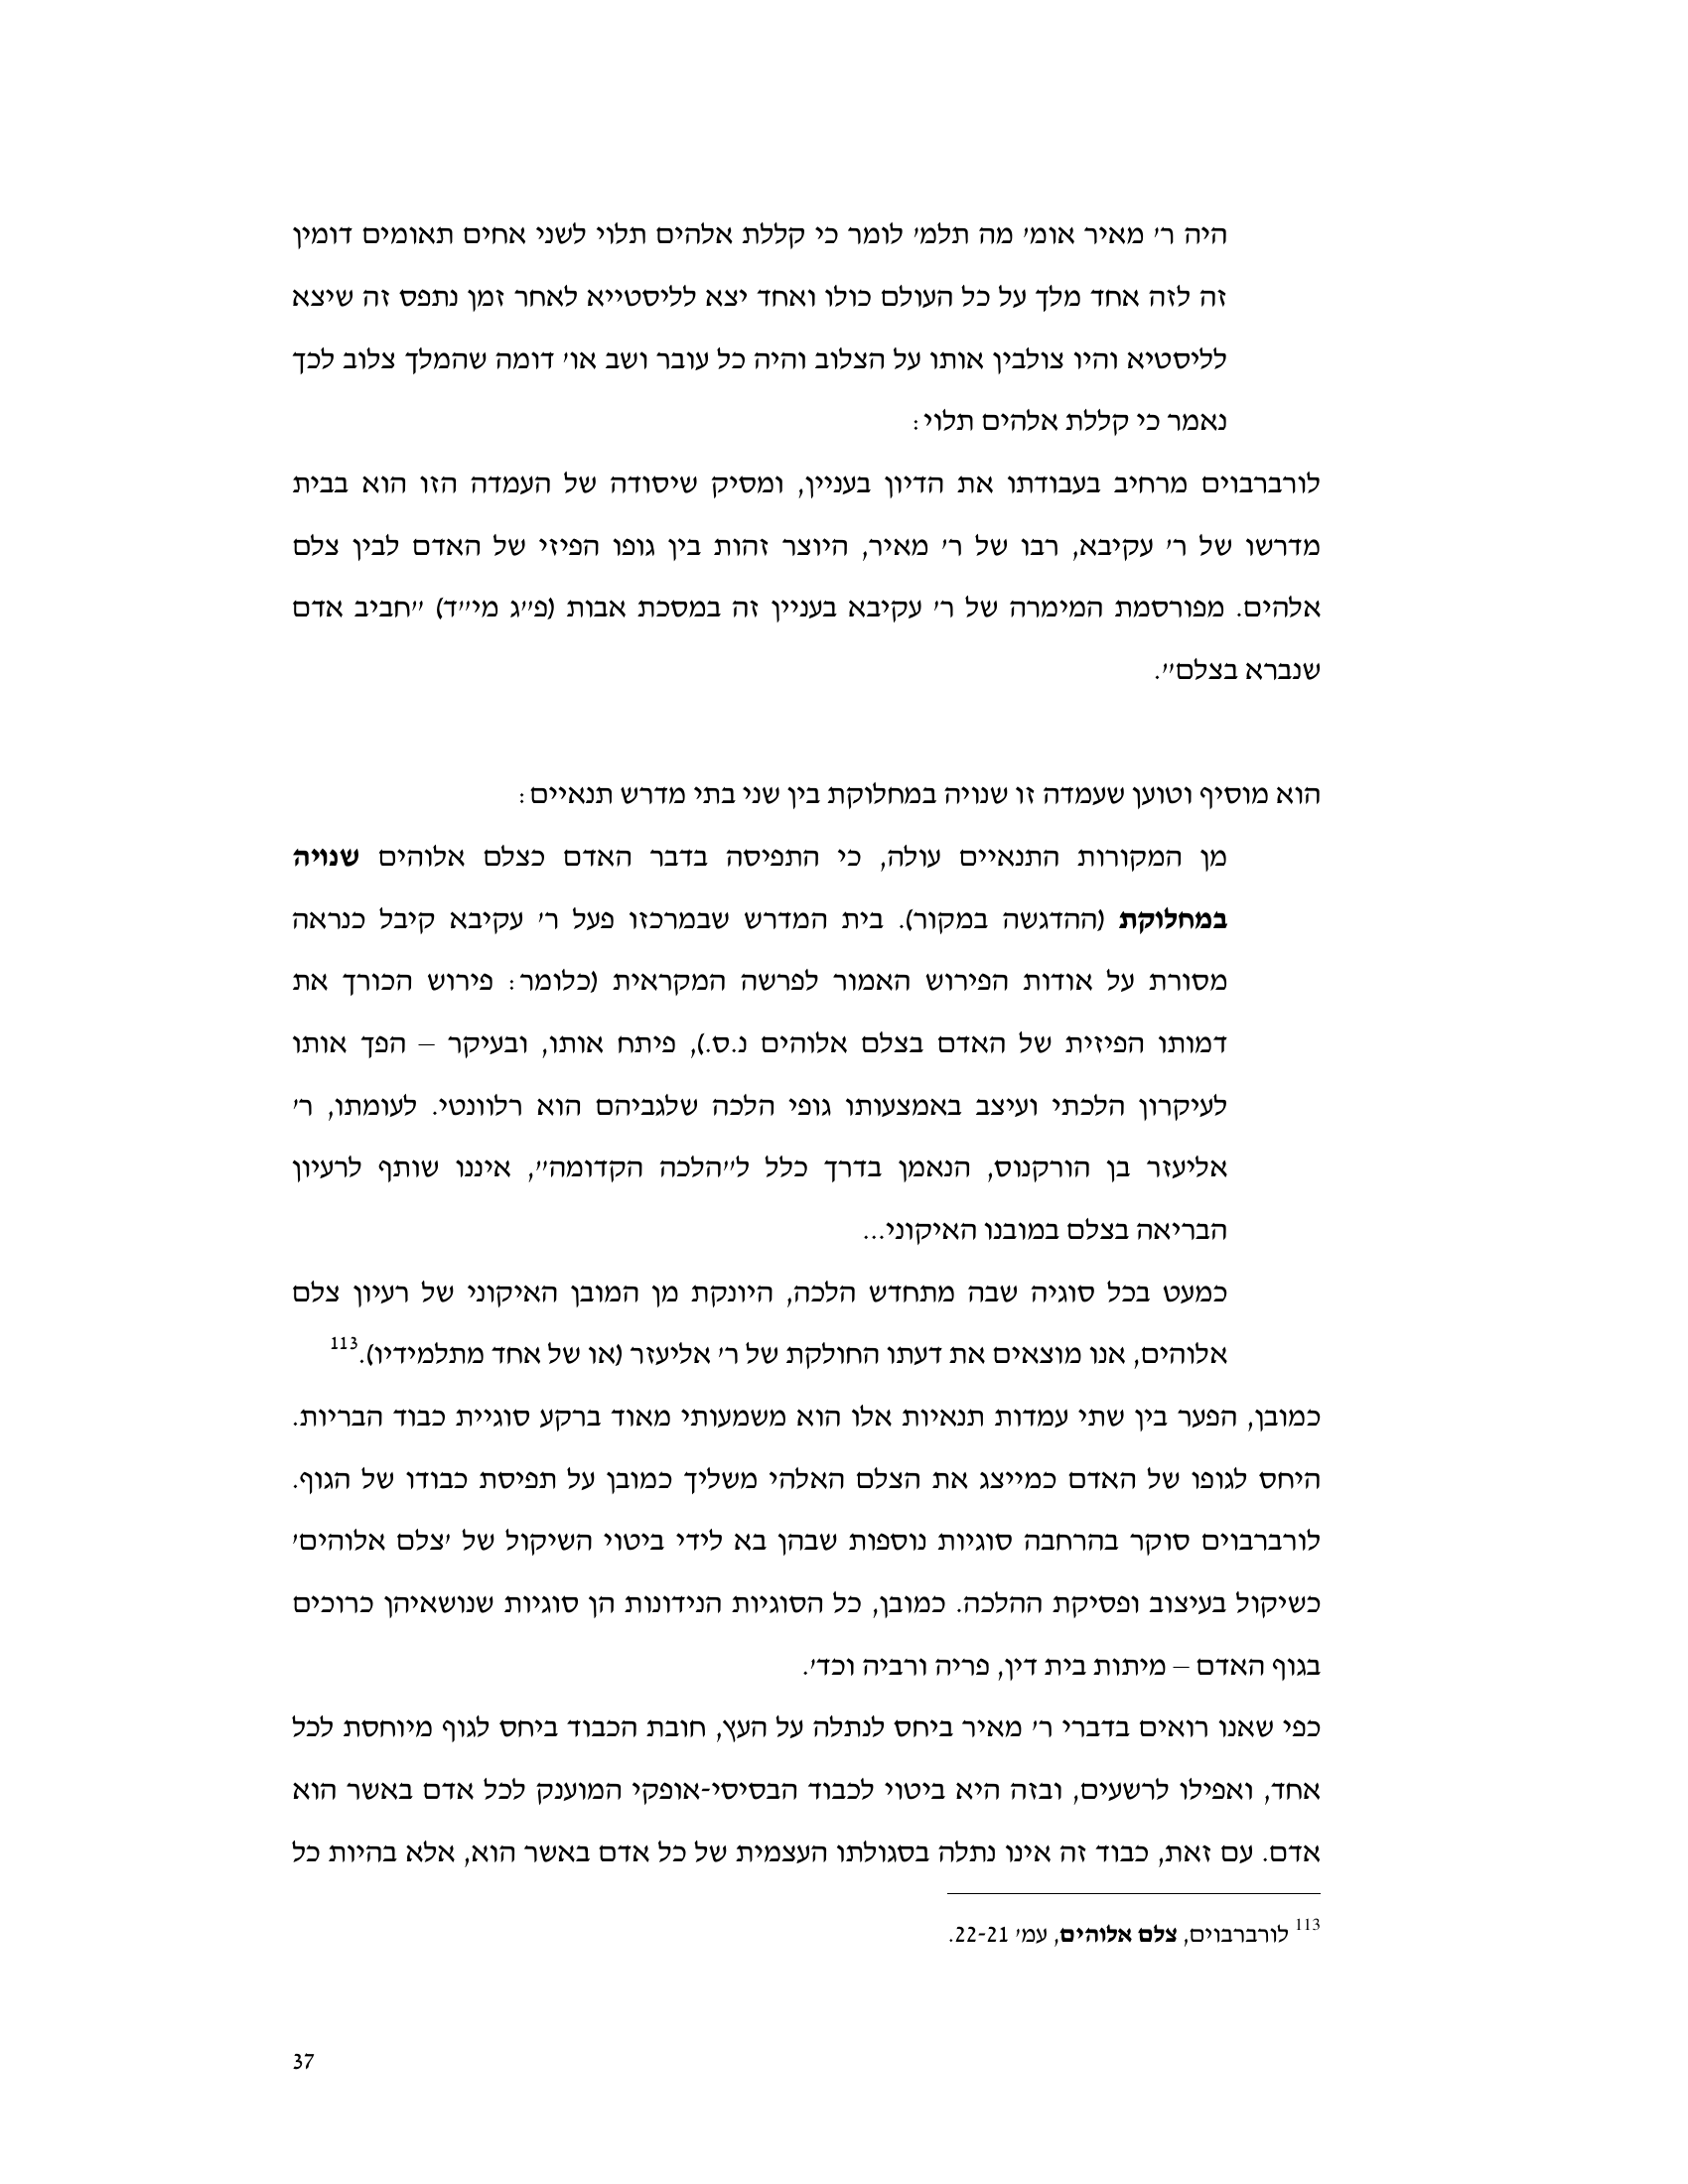 היה ר' מאיר אומ' מה תלמ' לומר כי קללת אלהים תלוי לשני אחים תאומים דומין
זה לזה אחד מלך על כל העולם כולו ואחד יצא לליסטייא לאחר זמן נתפס זה שיצא
לליסטיא והיו צולבין אותו על הצלוב והיה כל עובר ושב או' דומה שהמלך צלוב לכך
נאמר כי קללת אלהים תלוי:
לורברבוים מרחיב בעבודתו את הדיון בעניין, ומסיק שיסודה של העמדה הזו הוא בבית
מדרשו של ר' עקיבא, רבו של ר' מאיר, היוצר זהות בין גופו הפיזי של האדם לבין צלם
אלהים. מפורסמת המימרה של ר' עקיבא בעניין זה במסכת אבות (פ"ג מי"ד) "חביב אדם
שנברא בצלם".
הוא מוסיף וטוען שעמדה זו שנויה במחלוקת בין שני בתי מדרש תנאיים:
מן המקורות התנאיים עולה, כי התפיסה בדבר האדם כצלם אלוהים שנויה
במחלוקת (ההדגשה במקור). בית המדרש שבמרכזו פעל ר' עקיבא קיבל כנראה
מסורת על אודות הפירוש האמור לפרשה המקראית (כלומר: פירוש הכורך את
דמותו הפיזית של האדם בצלם אלוהים נ.ס.), פיתח אותו, ובעיקר – הפך אותו
לעיקרון הלכתי ועיצב באמצעותו גופי הלכה שלגביהם הוא רלוונטי. לעומתו, ר'
אליעזר בן הורקנוס, הנאמן בדרך כלל ל"הלכה הקדומה", איננו שותף לרעיון
הבריאה בצלם במובנו האיקוני...
כמעט בכל סוגיה שבה מתחדש הלכה, היונקת מן המובן האיקוני של רעיון צלם
אלוהים, אנו מוצאים את דעתו החולקת של ר' אליעזר (או של אחד מתלמידיו).113
כמובן, הפער בין שתי עמדות תנאיות אלו הוא משמעותי מאוד ברקע סוגיית כבוד הבריות.
היחס לגופו של האדם כמייצג את הצלם האלהי משליך כמובן על תפיסת כבודו של הגוף.
לורברבוים סוקר בהרחבה סוגיות נוספות שבהן בא לידי ביטוי השיקול של 'צלם אלוהים'
כשיקול בעיצוב ופסיקת ההלכה. כמובן, כל הסוגיות הנידונות הן סוגיות שנושאיהן כרוכים
בגוף האדם – מיתות בית דין, פריה ורביה וכד'.
כפי שאנו רואים בדברי ר' מאיר ביחס לנתלה על העץ, חובת הכבוד ביחס לגוף מיוחסת לכל
אחד, ואפילו לרשעים, ובזה היא ביטוי לכבוד הבסיסי-אופקי המוענק לכל אדם באשר הוא
אדם. עם זאת, כבוד זה אינו נתלה בסגולתו העצמית של כל אדם באשר הוא, אלא בהיות כל
113 לורברבוים, צלם אלוהים, עמ' 22-21.
37